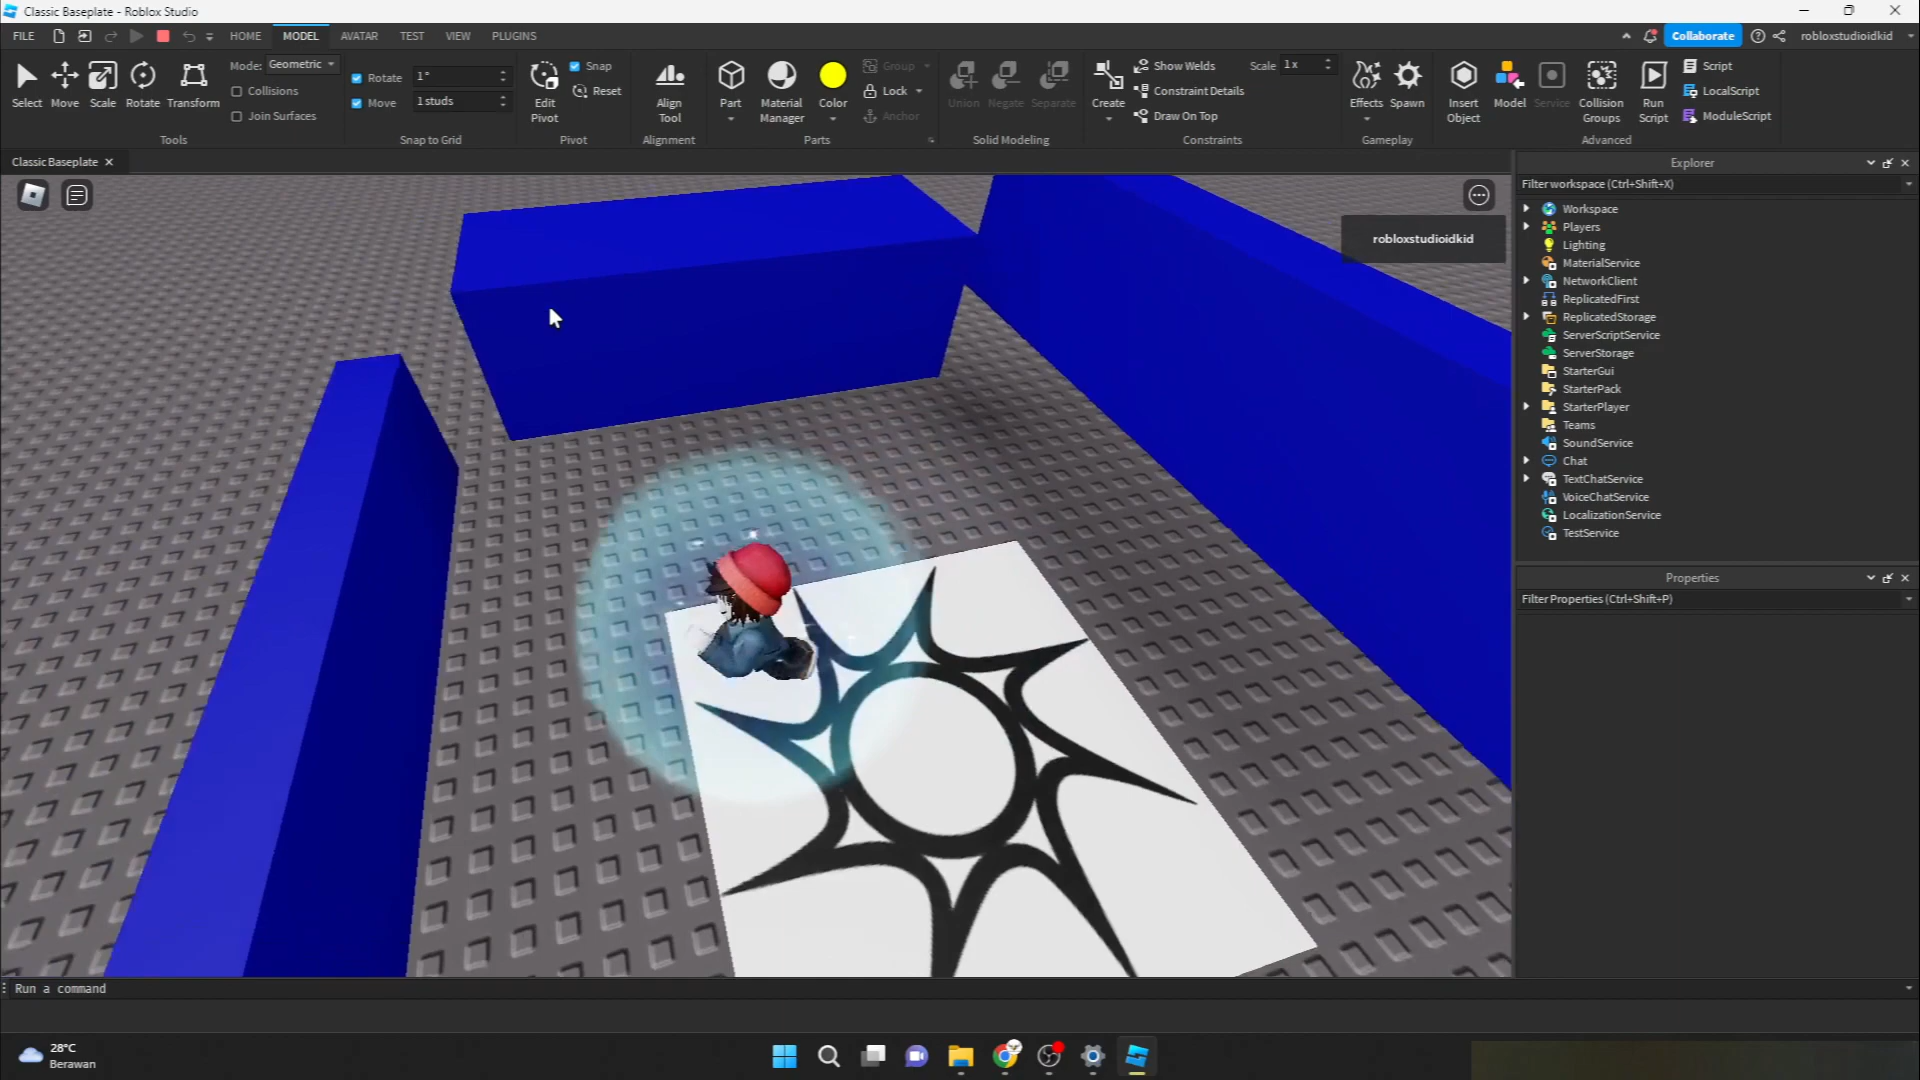 Classic Baseplate - Roblox Studio
FILE HOME MODEL AVATAR TEST VIEW PLUGINS Collaborate robloxstudioidkid
Select Move Scale Rotate Transform
Mode: Geometric
Collisions
Join Surfaces
Tools
Rotate 1°
Move 1 studs
Snap to Grid
Edit Pivot
Snap
Reset
Pivot
Align Tool
Alignment
Part
Material Manager
Color
Group
Lock
Anchor
Parts
Union Negate Separate
Solid Modeling
Create
Show Welds
Constraint Details
Draw On Top
Scale 1 x
Constraints
Effects Spawn
Gameplay
Insert Object
Model
Service
Collision Groups
Run Script
Script
LocalScript
ModuleScript
Advanced
Classic Baseplate
robloxstudioidkid
Explorer
Filter workspace (Ctrl+Shift+X)
Workspace
Players
Lighting
MaterialService
NetworkClient
ReplicatedFirst
ReplicatedStorage
ServerScriptService
ServerStorage
StarterGui
StarterPack
StarterPlayer
Teams
SoundService
Chat
TextChatService
VoiceChatService
LocalizationService
TestService
Properties
Filter Properties (Ctrl+Shift+P)
Run a command
28°C
Berawan